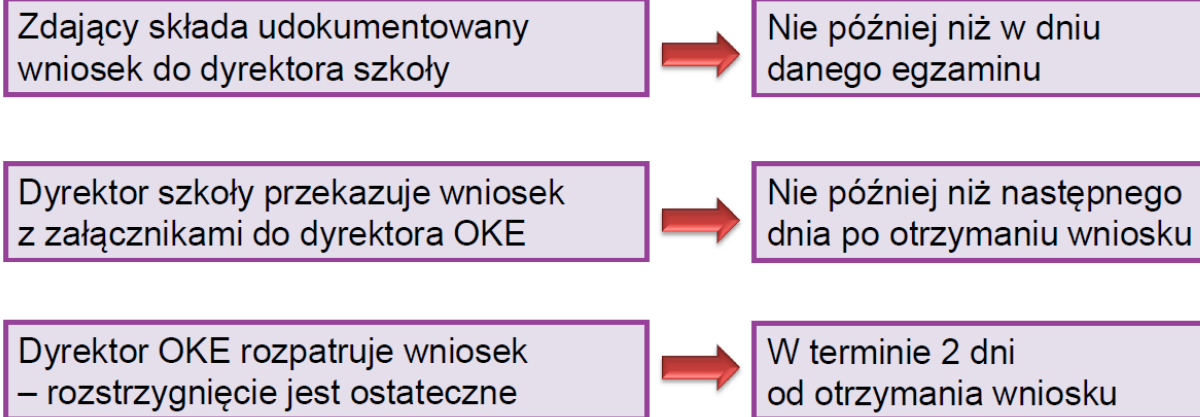 Zdający składa udokumentowany
wniosek do dyrektora szkoły
Nie później niż w dniu
danego egzaminu
Dyrektor szkoły przekazuje wniosek
z załącznikami do dyrektora OKE
Nie później niż następnego
dnia po otrzymaniu wniosku
Dyrektor OKE rozpatruje wniosek
– rozstrzygnięcie jest ostateczne
W terminie 2 dni
od otrzymania wniosku